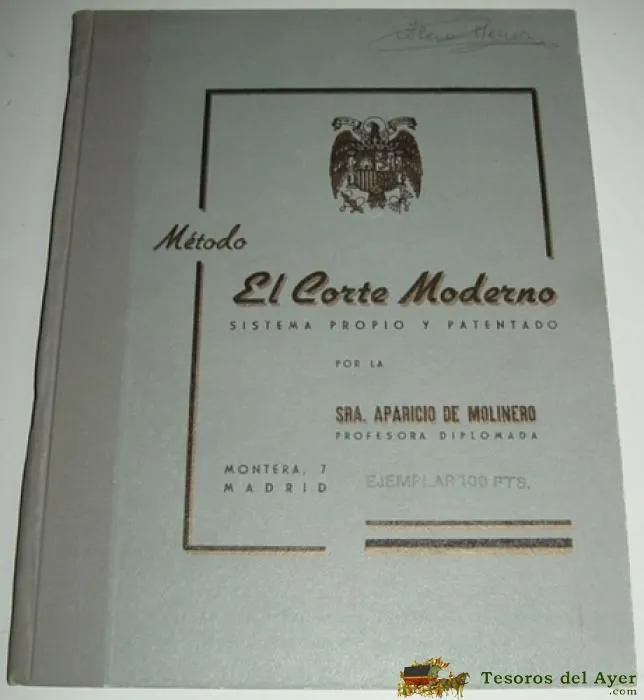 Método
El Corte Moderno
SISTEMA PROPIO Y PATENTADO
POR LA
SRA. APARICIO DE MOLINERO
PROFESORA DIPLOMADA
MONTERA, 7
MADRID
EJEMPLAR 100 PTS.
Tesoros del Ayer
.com